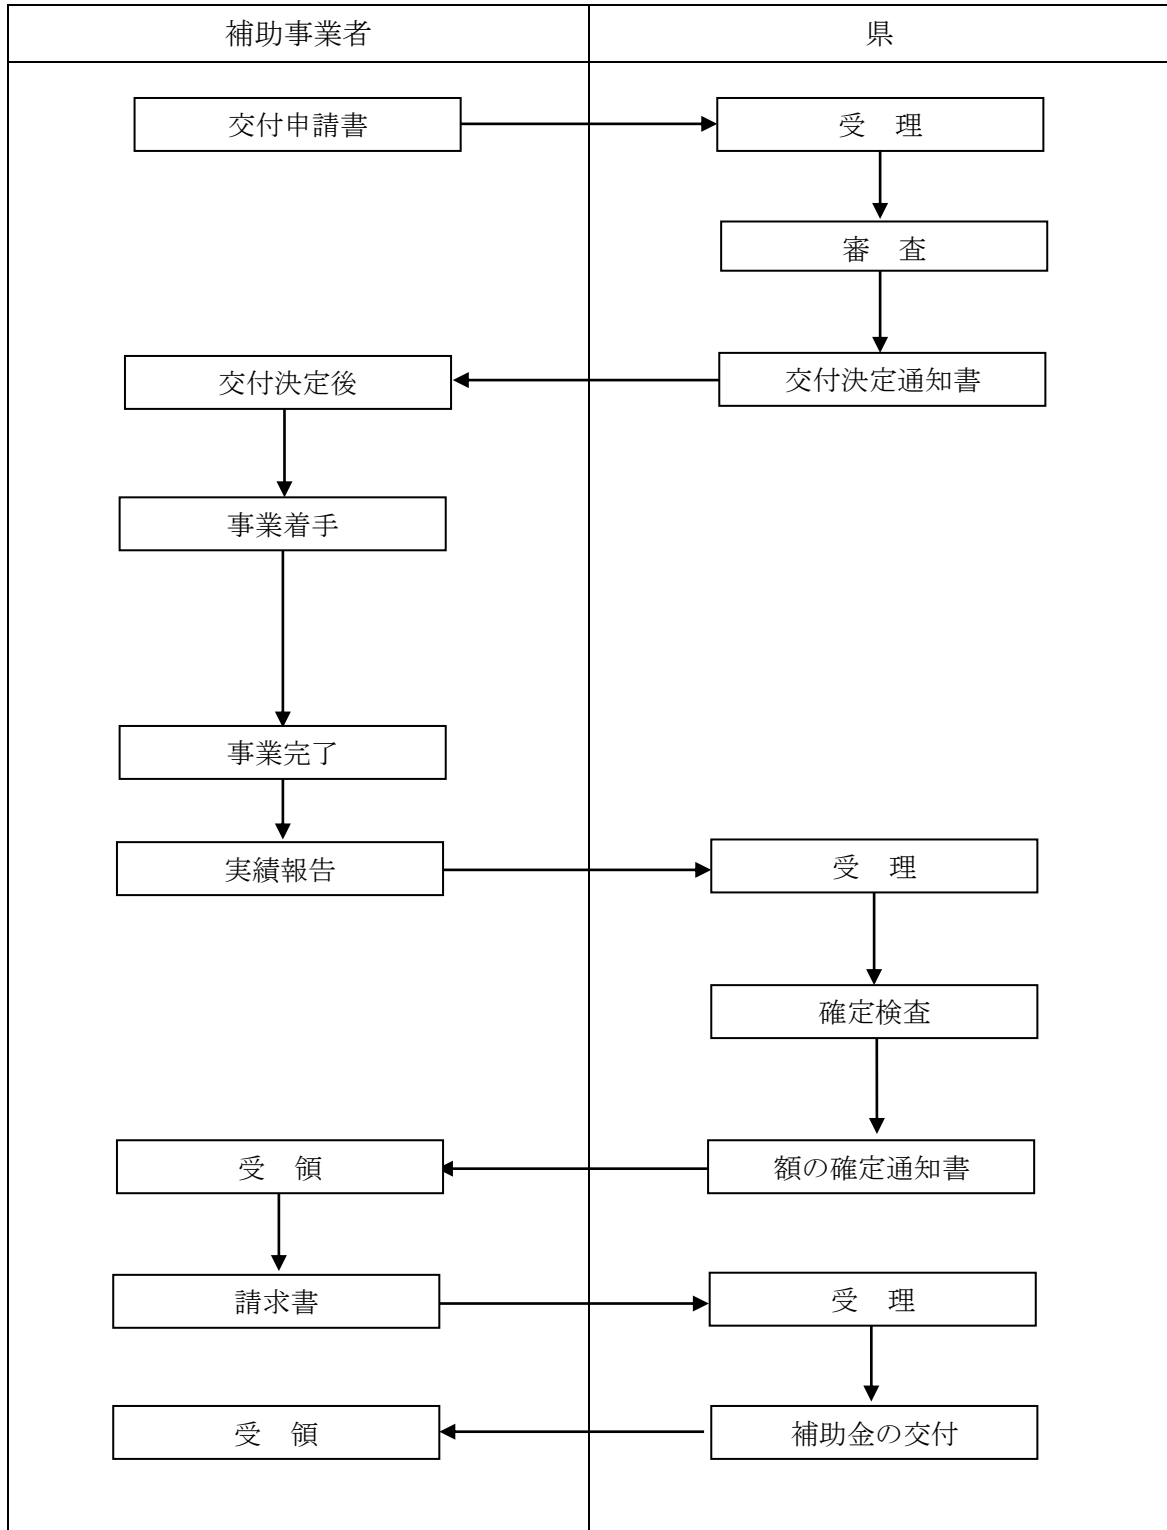 補助事業者
県
交付申請書
受　理
審　査
交付決定後
交付決定通知書
事業着手
事業完了
実績報告
受　理
確定検査
受　領
額の確定通知書
請求書
受　理
受　領
補助金の交付